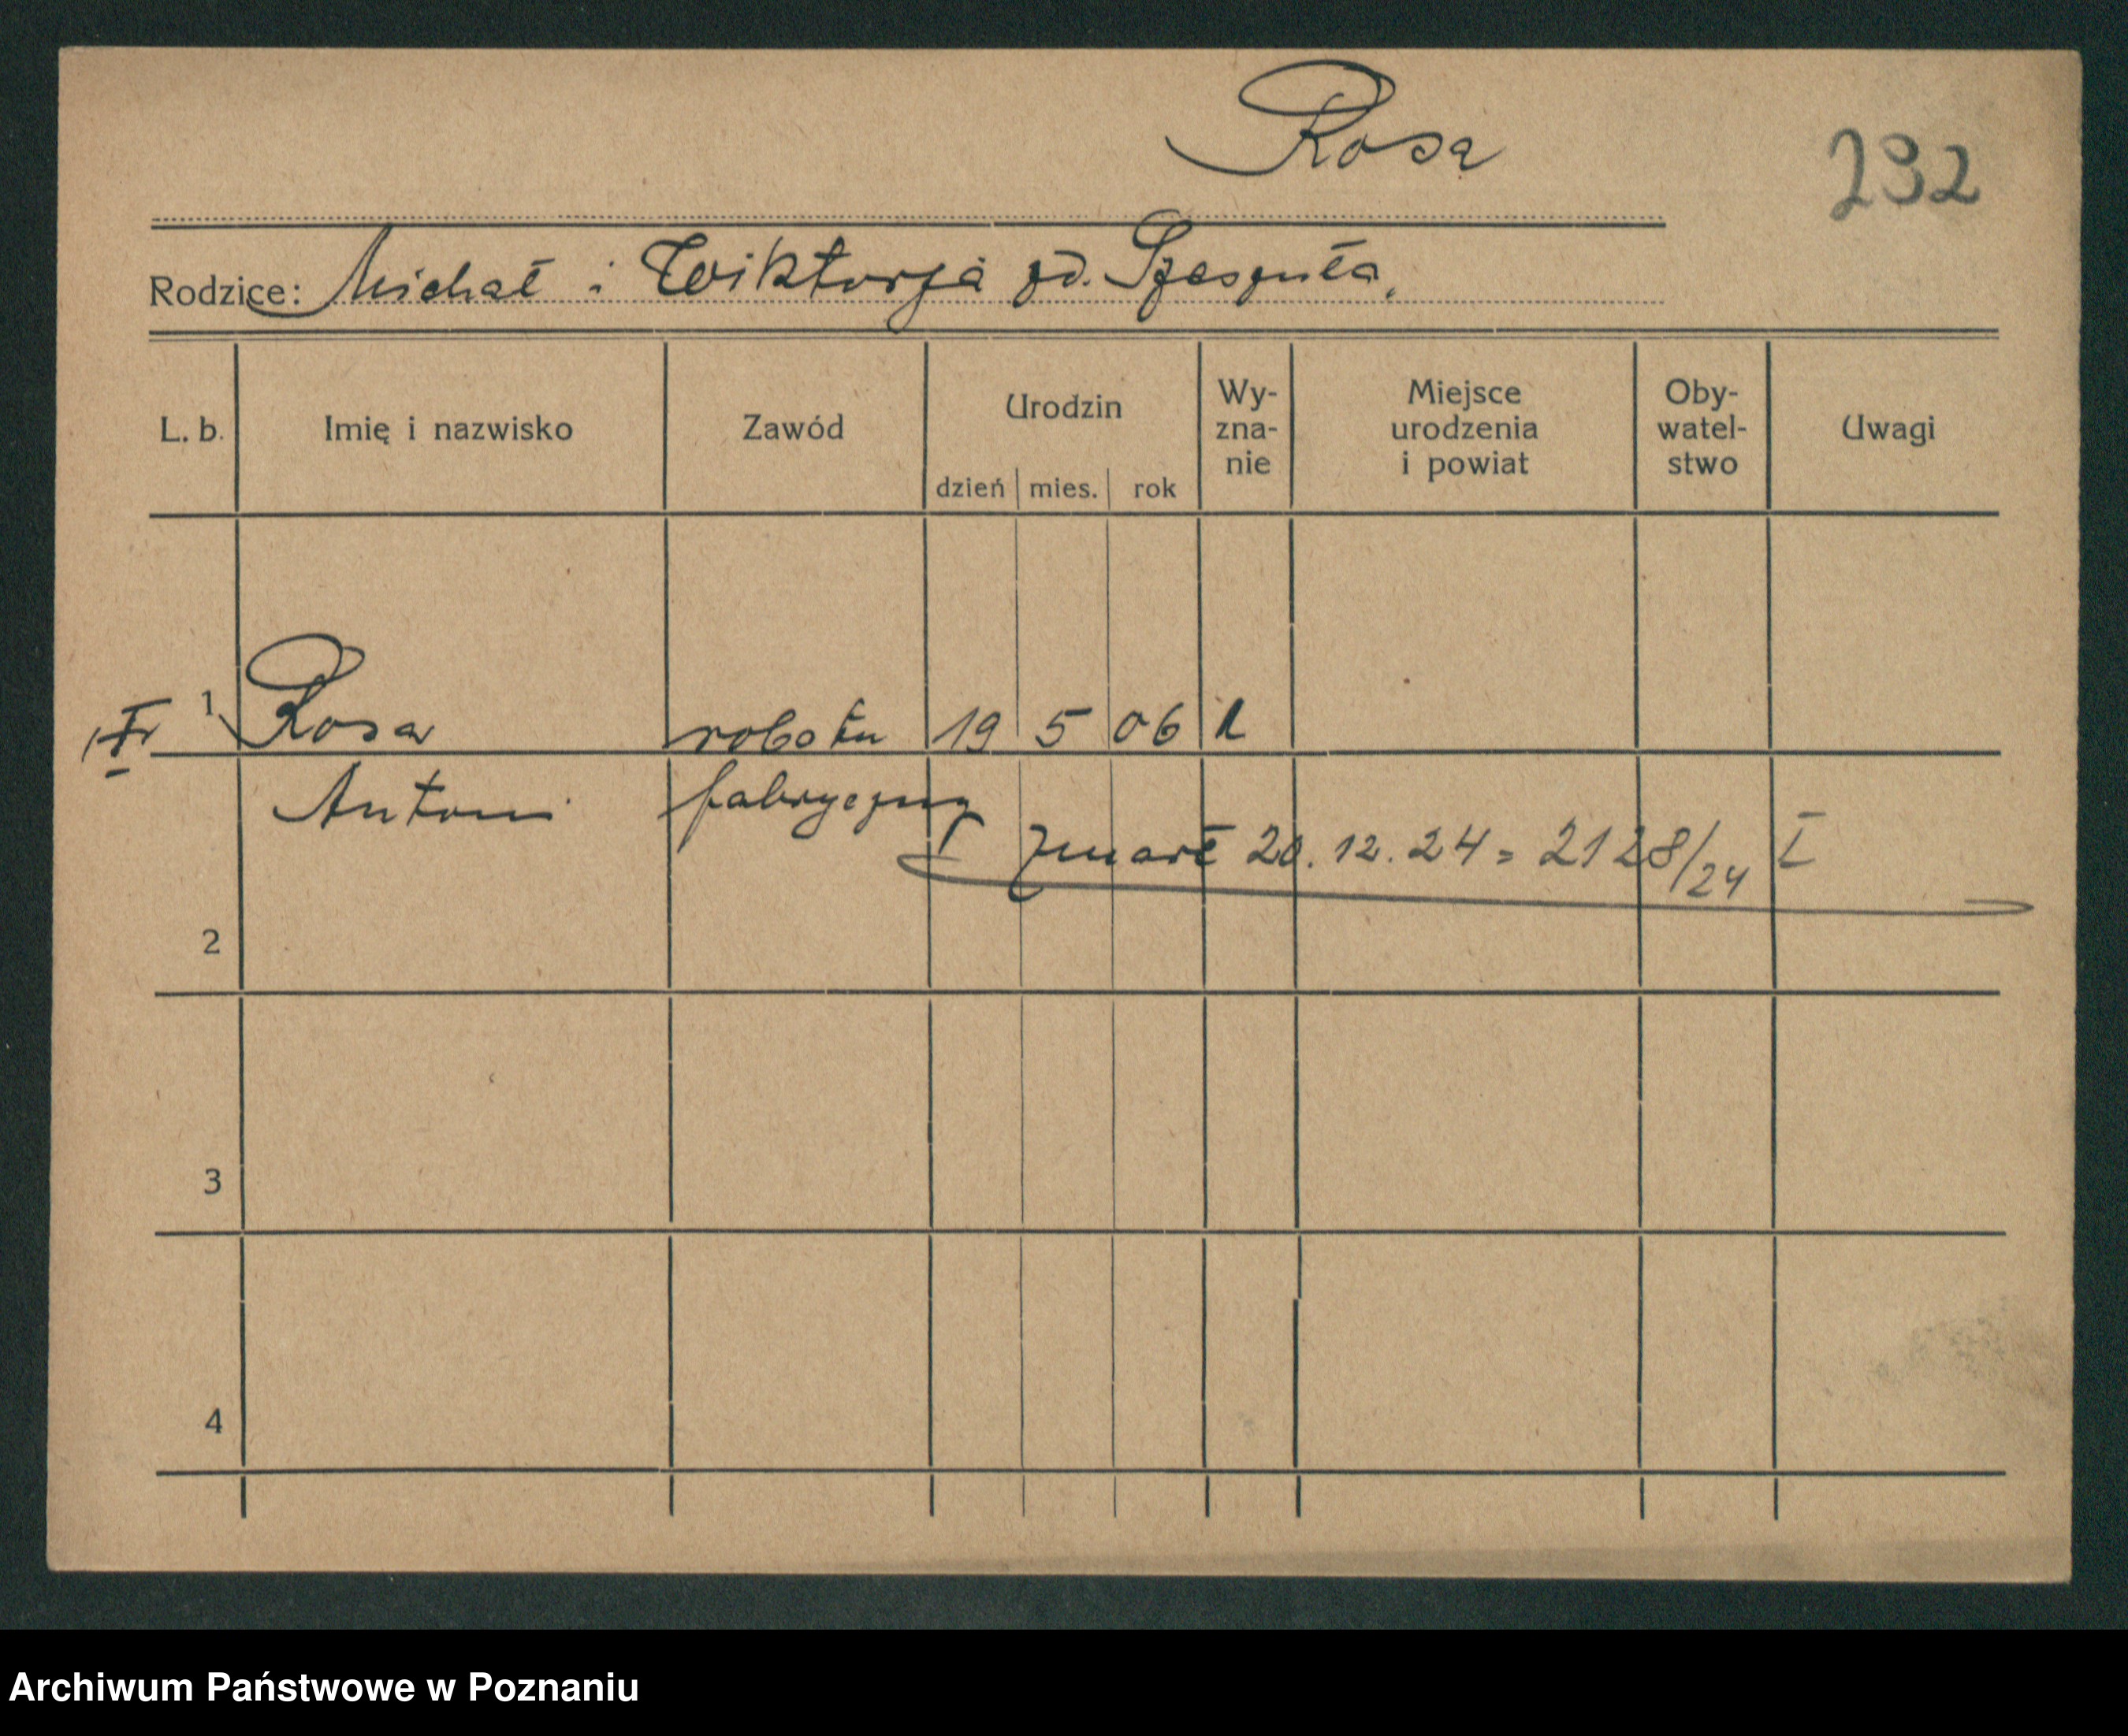 Rosa
292
Rodzice: Michał i Wiktorja zd. Szeszuła.
L. b.
Imię i nazwisko
Zawód
Urodzin
dzień mies. rok
Wy-
zna-
nie
Miejsce
urodzenia
i powiat
Oby-
watel-
stwo
Uwagi
1 Rosa robotn 19 5 06 k
Antoni fabryczny
zmarł 20.12.24 = 2128/24 I
2
3
4
Archiwum Państwowe w Poznaniu